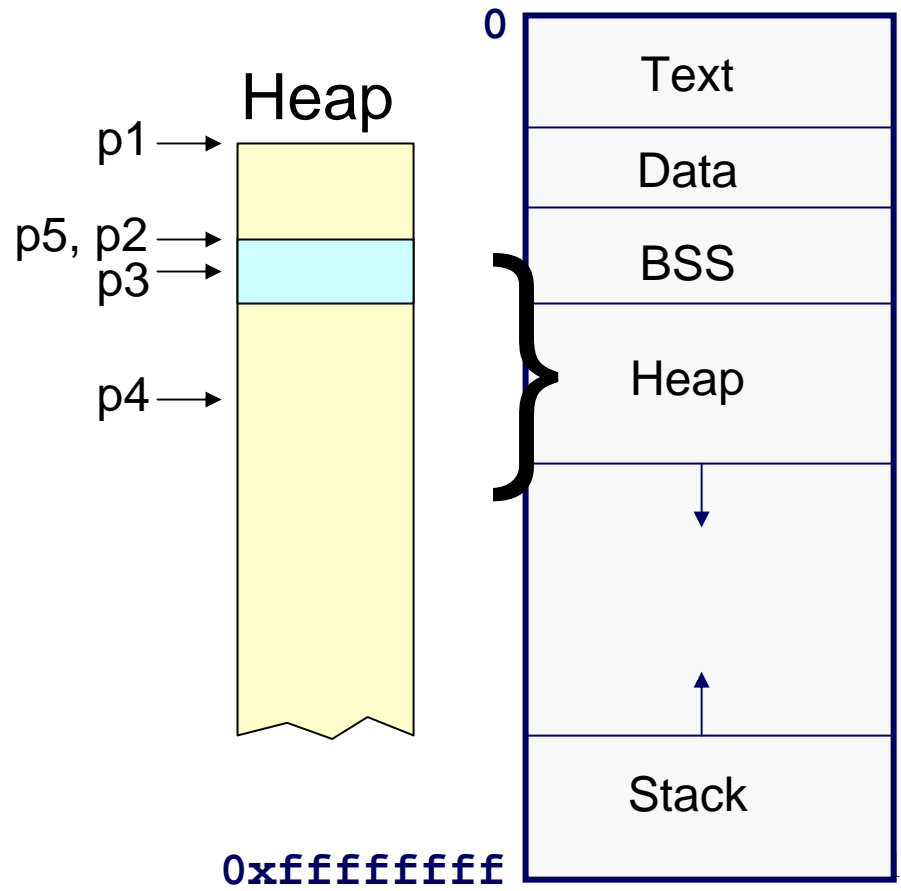 0
Text
Heap
p1
Data
p5, p2
p3
BSS
Heap
p4
Stack
0xffffffff